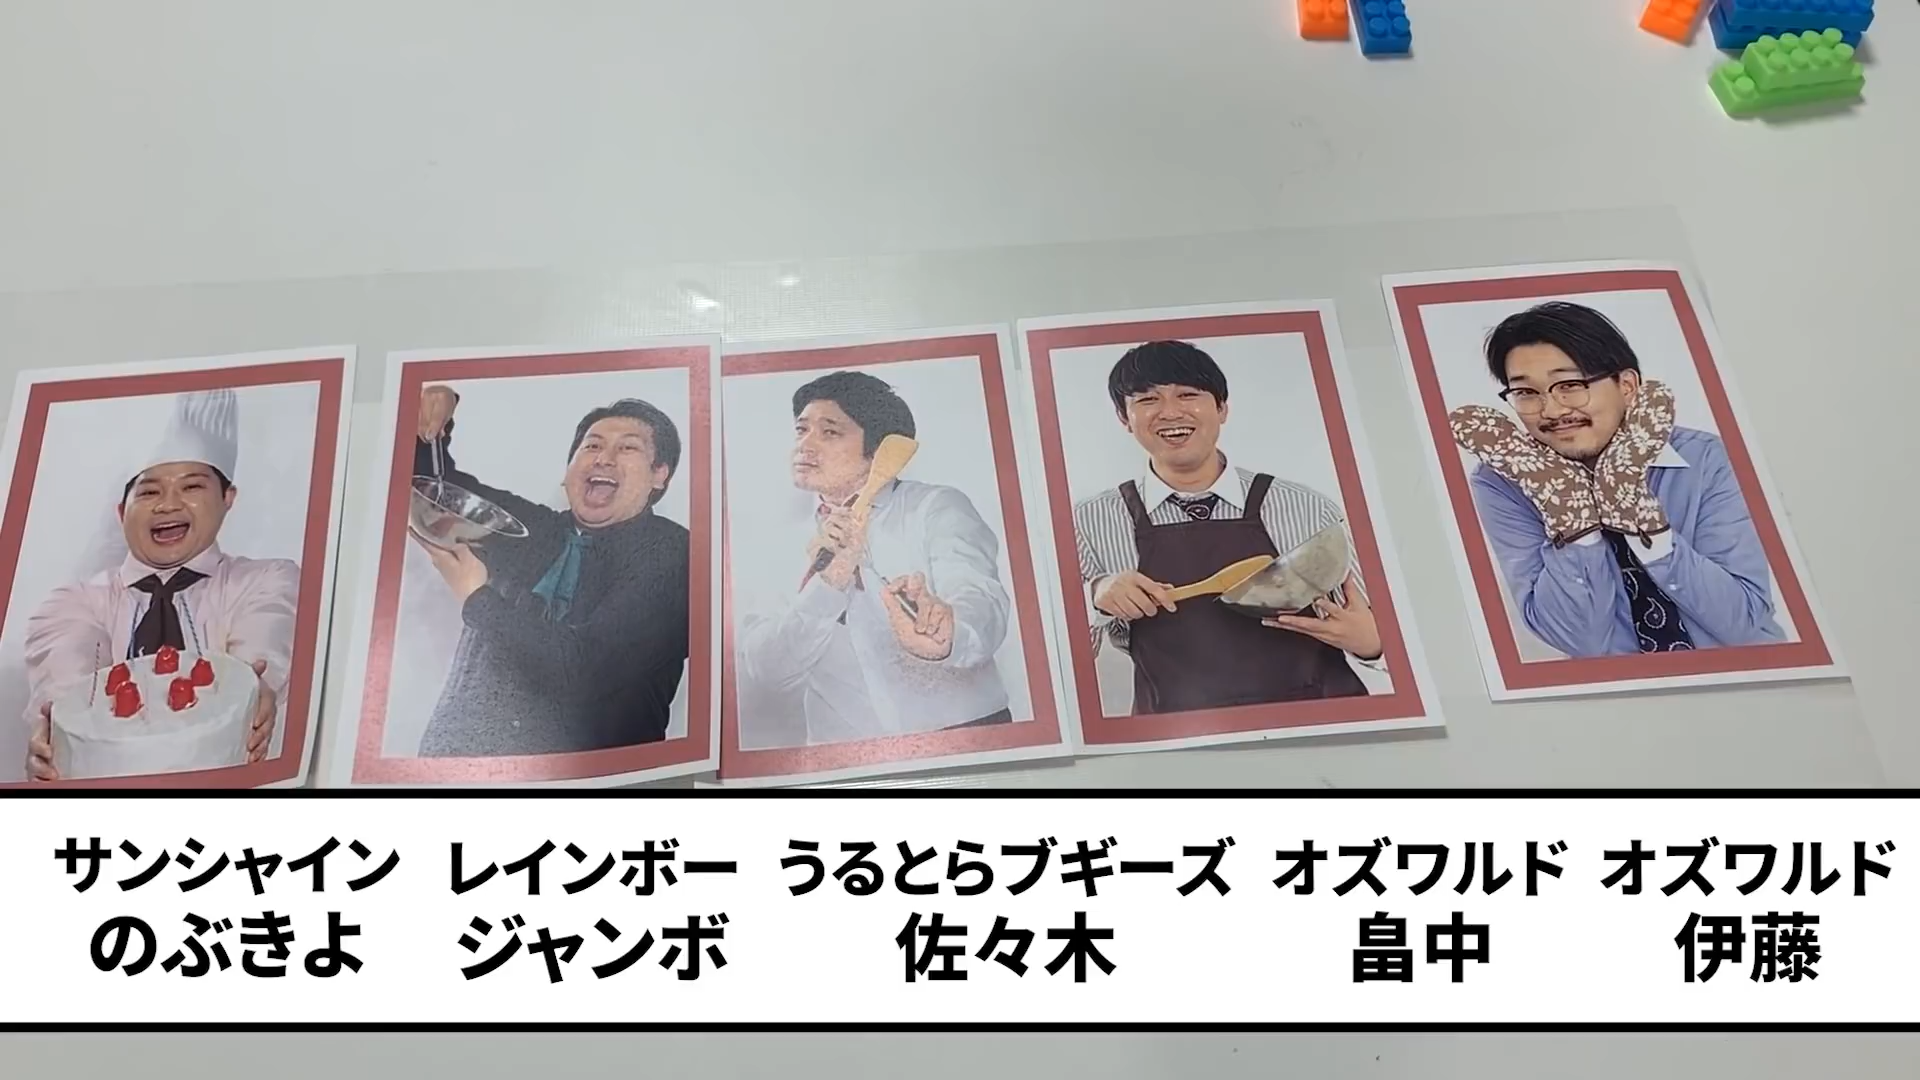 サンシャイン
のぶきよ
レインボー
ジャンボ
うるとらブギーズ
佐々木
オズワルド
畠中
オズワルド
伊藤